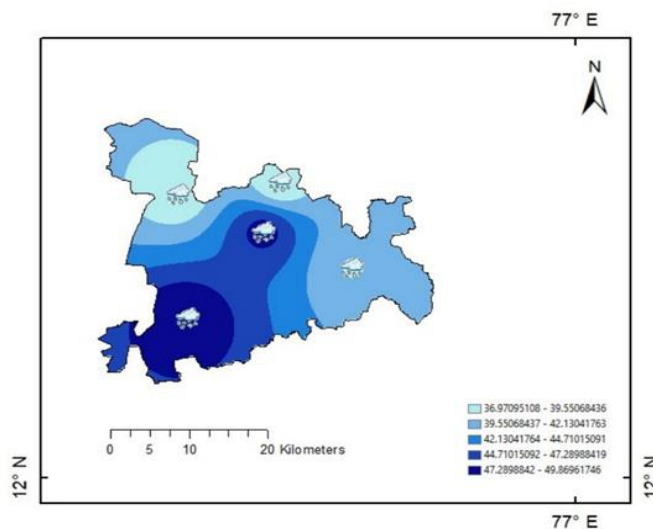 77° E
N
36.97095108 - 39.55068436
39.55068437 - 42.13041763
42.13041764 - 44.71015091
44.71015092 - 47.28988419
47.2898842 - 49.86961746
0 5 10 20 Kilometers
12° N
12° N
77° E